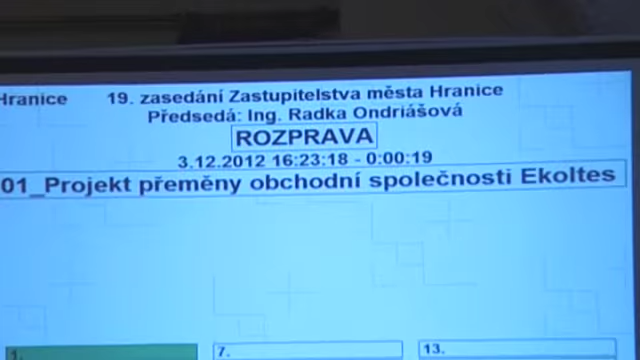 Hranice 19. zasedání Zastupitelstva města Hranice
Předsedá: Ing. Radka Ondriášová
ROZPRAVA
3.12.2012 16:23:18 - 0:00:19
01_Projekt přeměny obchodní společnosti Ekoltes
1. 7. 13.